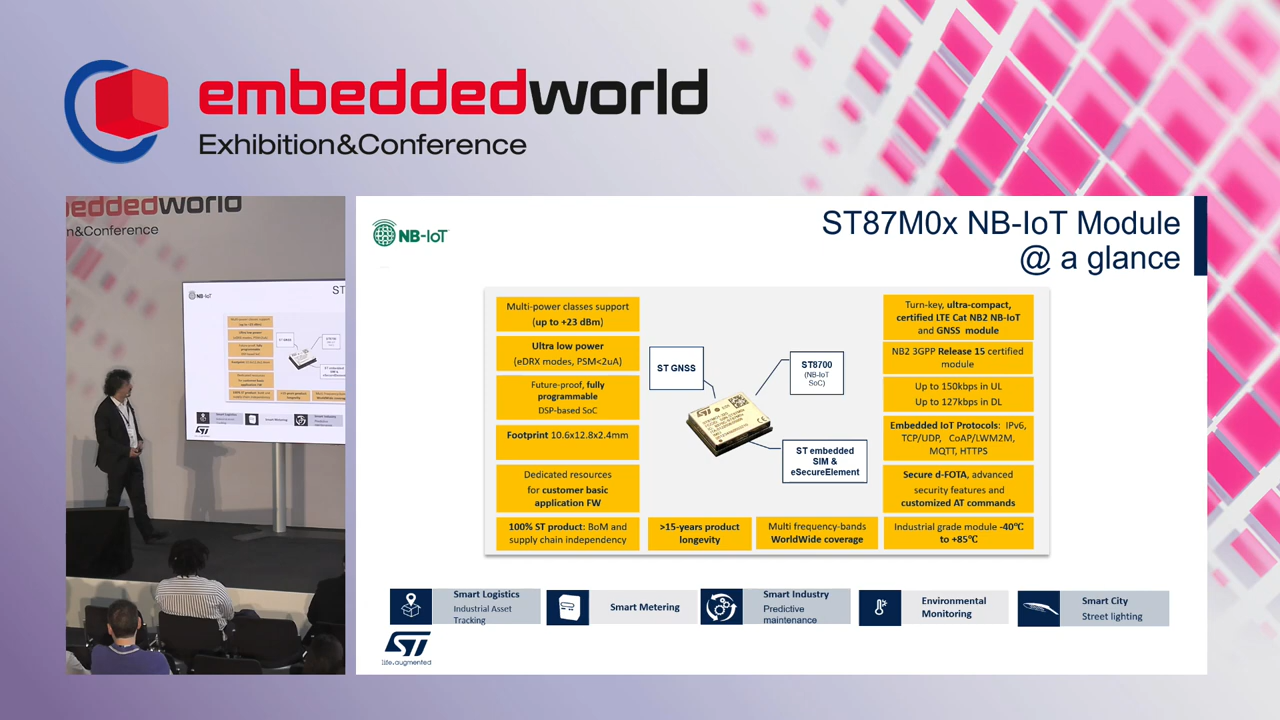 embeddedworld
Exhibition&Conference
eddedworld
n&Conference
NB-IoT
ST
NB-IoT
ST87M0x NB-IoT Module
@ a glance
Multi-power classes support
(up to +23 dBm)
Ultra low power
(eDRX modes, PSM<2uA)
Future-proof, fully
programmable
DSP-based SoC
Footprint 10.6x12.8x2.4mm
Dedicated resources
for customer basic
application FW
100% ST product: BoM and
supply chain independency
>15-years product
longevity
Multi frequency-bands
WorldWide coverage
ST GNSS
ST8700
(NB-IoT
SoC)
ST embedded
SIM &
eSecureElement
Turn-key, ultra-compact,
certified LTE Cat NB2 NB-IoT
and GNSS module
NB2 3GPP Release 15 certified
module
Up to 150kbps in UL
Up to 127kbps in DL
Embedded IoT Protocols: IPv6,
TCP/UDP, CoAP/LWM2M,
MQTT, HTTPS
Secure d-FOTA, advanced
security features and
customized AT commands
Industrial grade module -40°C
to +85°C
Smart Logistics
Industrial Asset
Tracking
Smart Metering
Smart Industry
Predictive
maintenance
Environmental
Monitoring
Smart City
Street lighting
ST
life.augmented